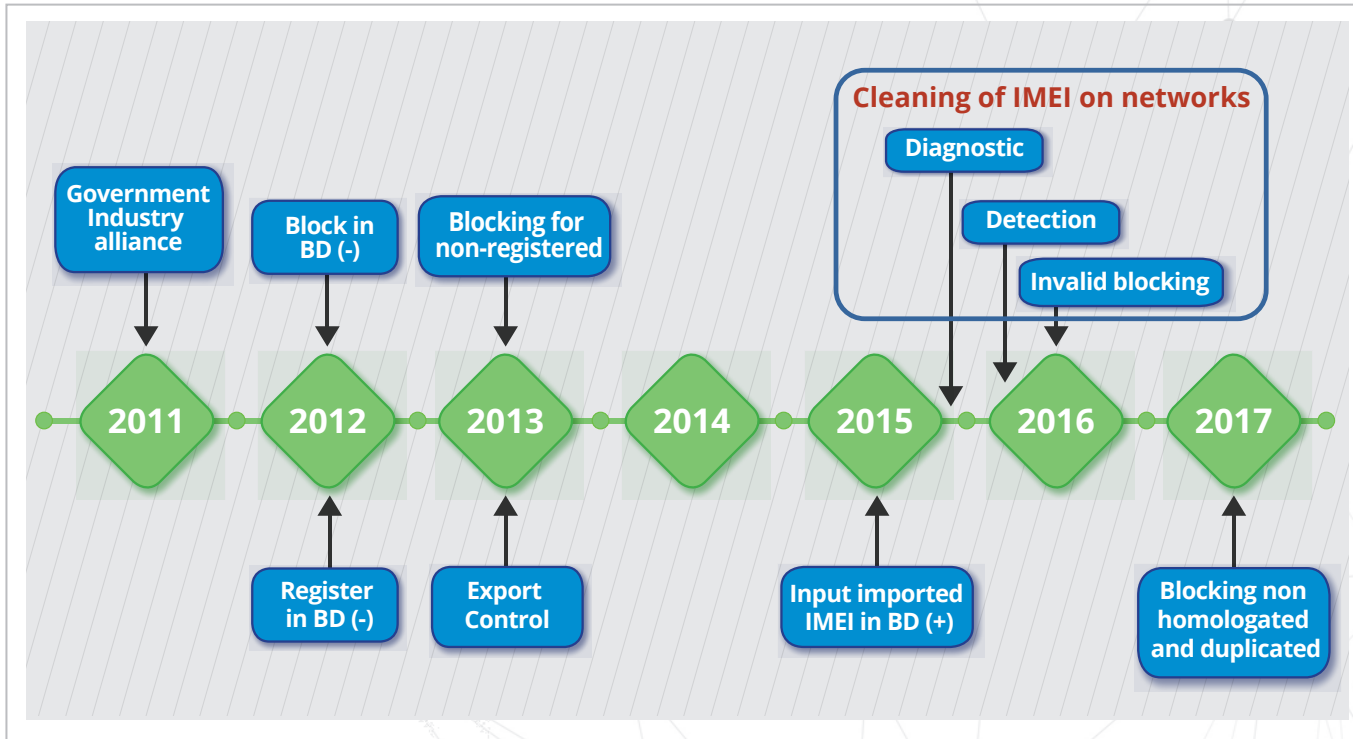 Cleaning of IMEI on networks
Diagnostic
Government
Industry
alliance
Block in
BD (-)
Blocking for
non-registered
Detection
Invalid blocking
2011
2012
2013
2014
2015
2016
2017
Register
in BD (-)
Export
Control
Input imported
IMEI in BD (+)
Blocking non
homologated
and duplicated